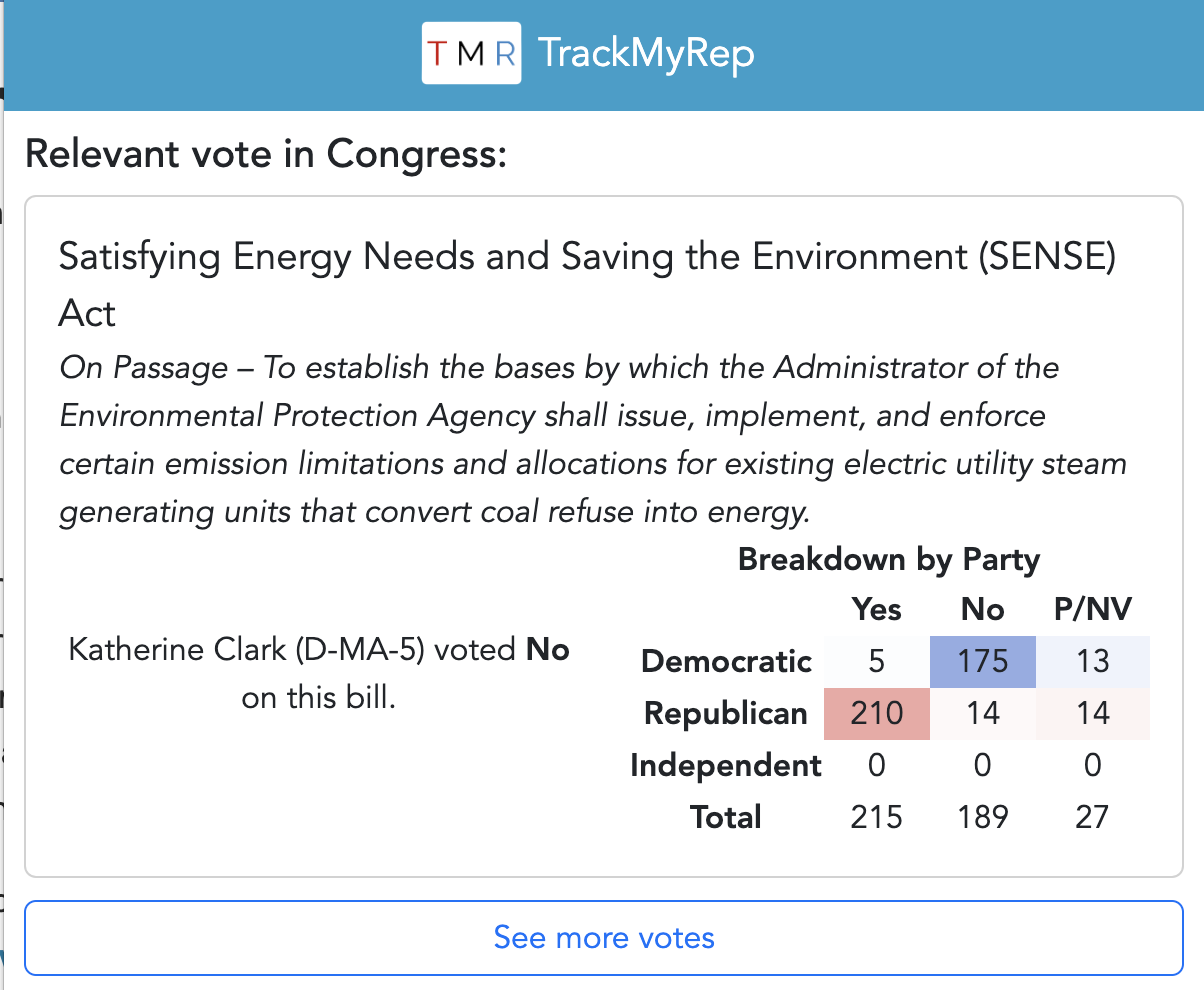 T M R TrackMyRep
Relevant vote in Congress:
Satisfying Energy Needs and Saving the Environment (SENSE)
Act
On Passage – To establish the bases by which the Administrator of the
Environmental Protection Agency shall issue, implement, and enforce
certain emission limitations and allocations for existing electric utility steam
generating units that convert coal refuse into energy.
Katherine Clark (D-MA-5) voted No
on this bill.
Breakdown by Party
Yes No P/NV
Democratic 5 175 13
Republican 210 14 14
Independent 0 0 0
Total 215 189 27
See more votes